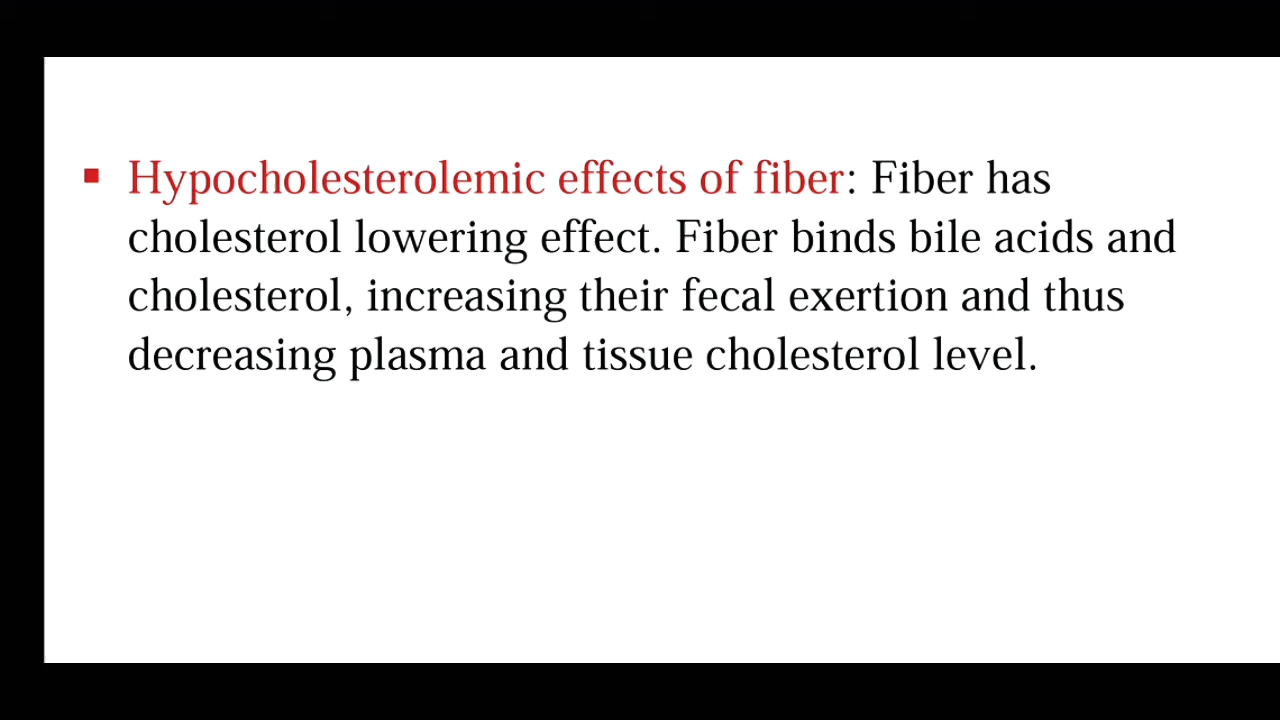 ▪ Hypocholesterolemic effects of fiber: Fiber has
cholesterol lowering effect. Fiber binds bile acids and
cholesterol, increasing their fecal exertion and thus
decreasing plasma and tissue cholesterol level.